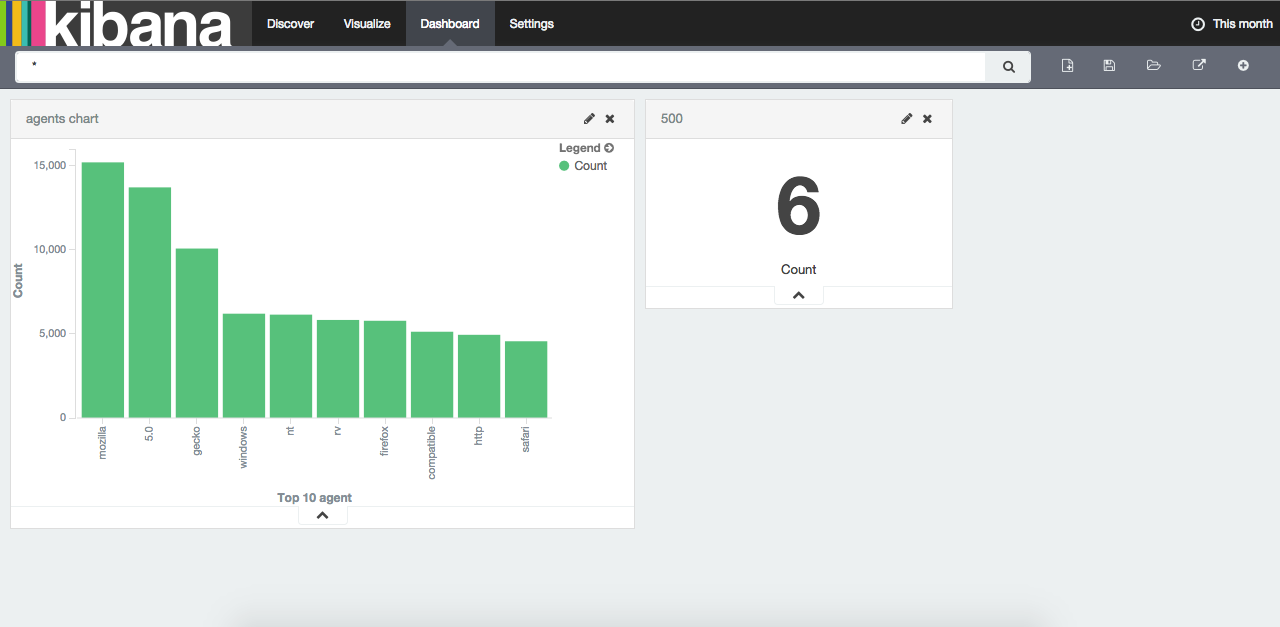 kibana Discover Visualize Dashboard Settings This month
*
agents chart
Legend
Count
15,000
10,000
5,000
0
Count
mozilla 5.0 gecko windows nt rv firefox compatible http safari
Top 10 agent
500
6
Count